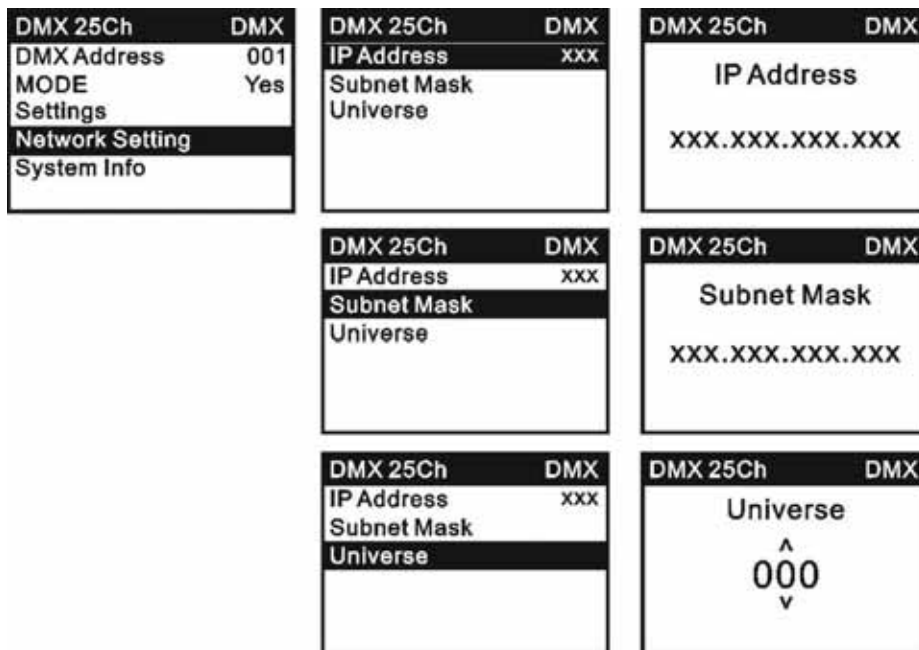 DMX 25Ch DMX
DMX Address 001
MODE Yes
Settings
Network Setting
System Info
DMX 25Ch DMX
IP Address xxx
Subnet Mask
Universe
DMX 25Ch DMX
IP Address
xxx.xxx.xxx.xxx
DMX 25Ch DMX
IP Address xxx
Subnet Mask
Universe
DMX 25Ch DMX
Subnet Mask
xxx.xxx.xxx.xxx
DMX 25Ch DMX
IP Address xxx
Subnet Mask
Universe
DMX 25Ch DMX
Universe
000